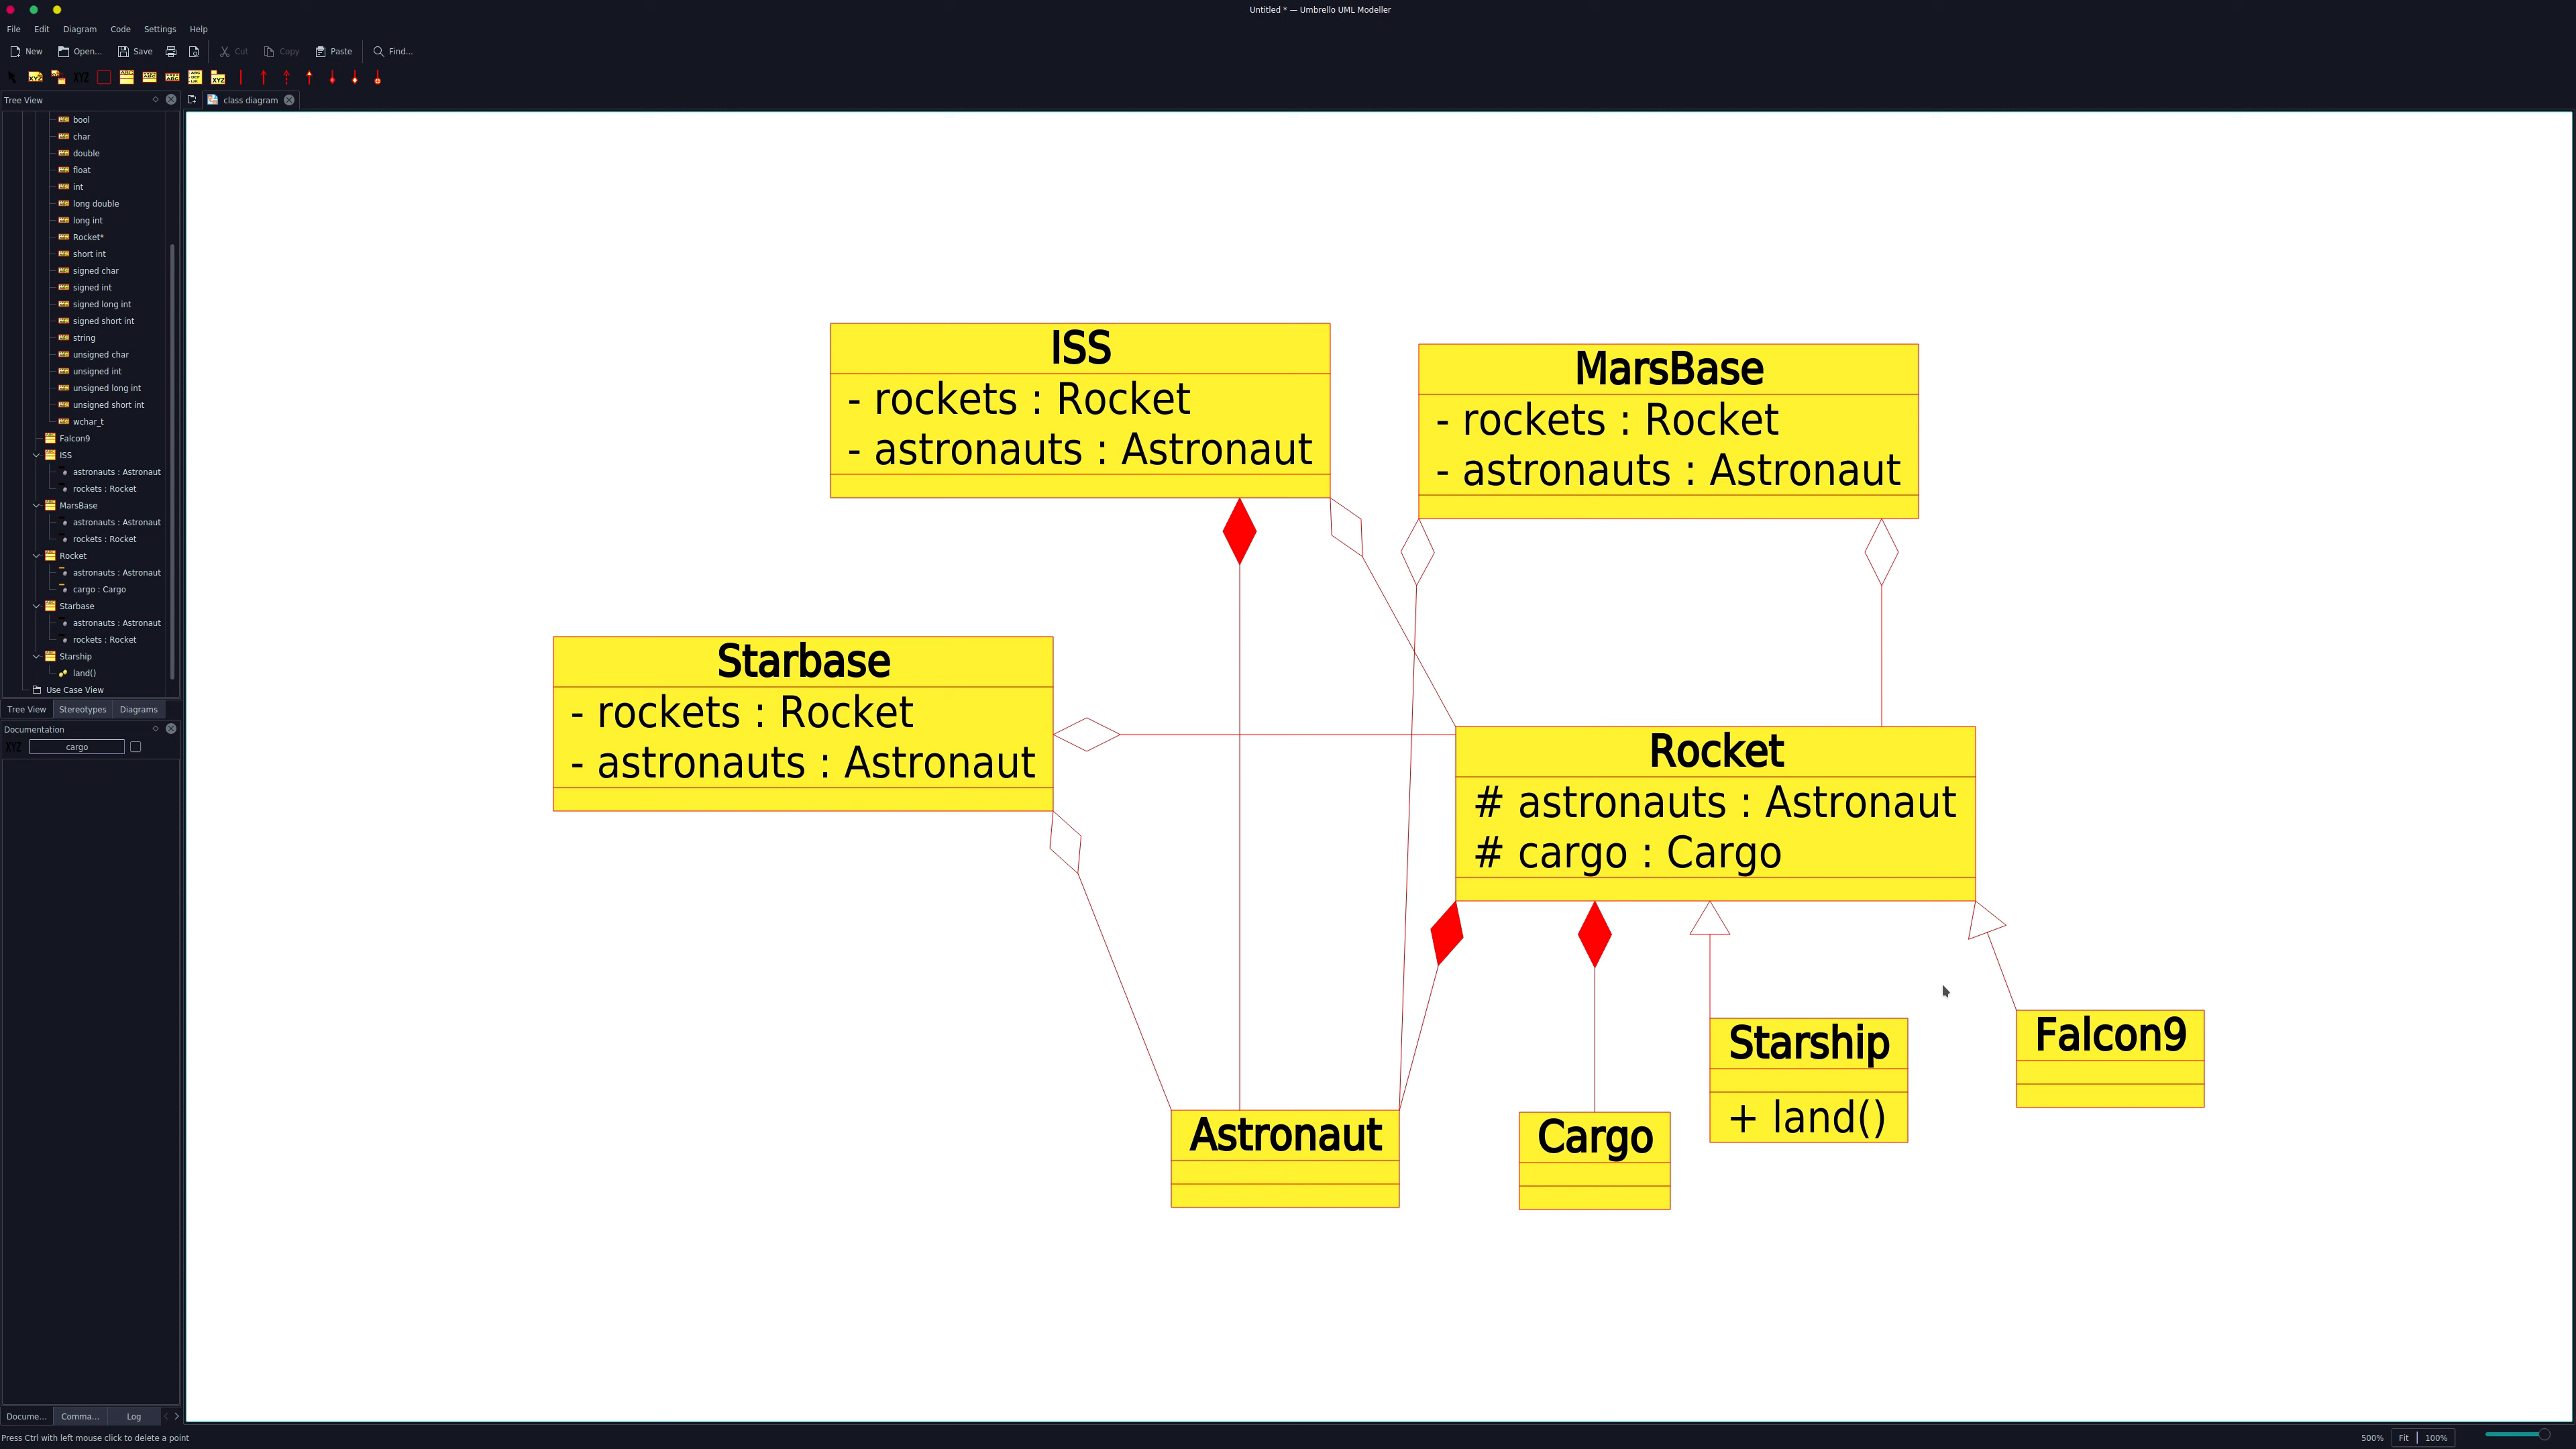 Untitled * — Umbrello UML Modeller
File Edit Diagram Code Settings Help
New Open... Save Cut Copy Paste Find...
XYZ
Tree View
class diagram
bool
char
double
float
int
long double
long int
Rocket*
short int
signed char
signed int
signed long int
signed short int
string
unsigned char
unsigned int
unsigned long int
unsigned short int
wchar_t
Falcon9
ISS
astronauts : Astronaut
rockets : Rocket
MarsBase
astronauts : Astronaut
rockets : Rocket
Rocket
astronauts : Astronaut
cargo : Cargo
Starbase
astronauts : Astronaut
rockets : Rocket
Starship
land()
Use Case View
Tree View Stereotypes Diagrams
Documentation
XYZ cargo
ISS
- rockets : Rocket
- astronauts : Astronaut
MarsBase
- rockets : Rocket
- astronauts : Astronaut
Starbase
- rockets : Rocket
- astronauts : Astronaut
Rocket
# astronauts : Astronaut
# cargo : Cargo
Astronaut
Cargo
Starship
+ land()
Falcon9
Docume... Comma... Log
Press Ctrl with left mouse click to delete a point
500% Fit 100%